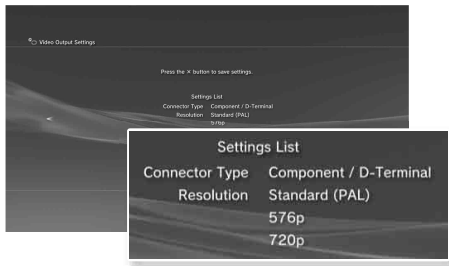 Video Output Settings
Press the ✕ button to save settings.
Settings List
Connector Type Component / D-Terminal
Resolution Standard (PAL)
576p
Settings List
Connector Type Component / D-Terminal
Resolution Standard (PAL)
576p
720p